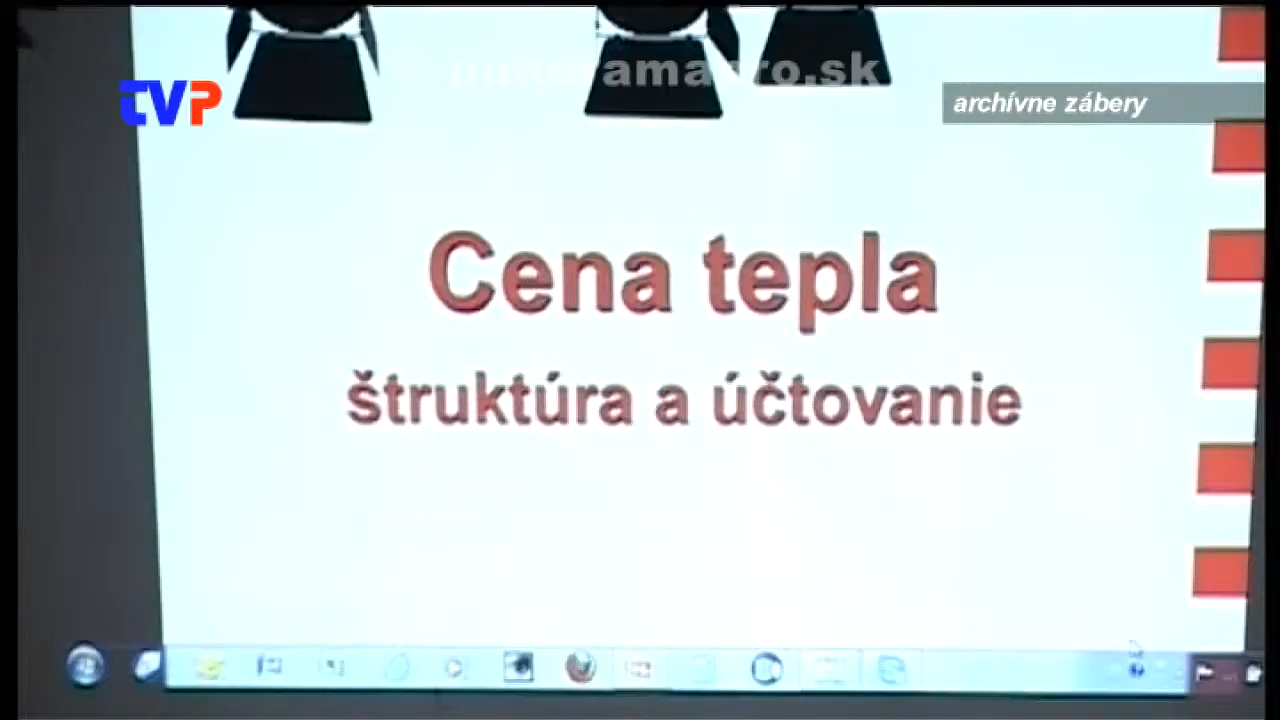 TVP
archívne zábery
Cena tepla
štruktúra a účtovanie